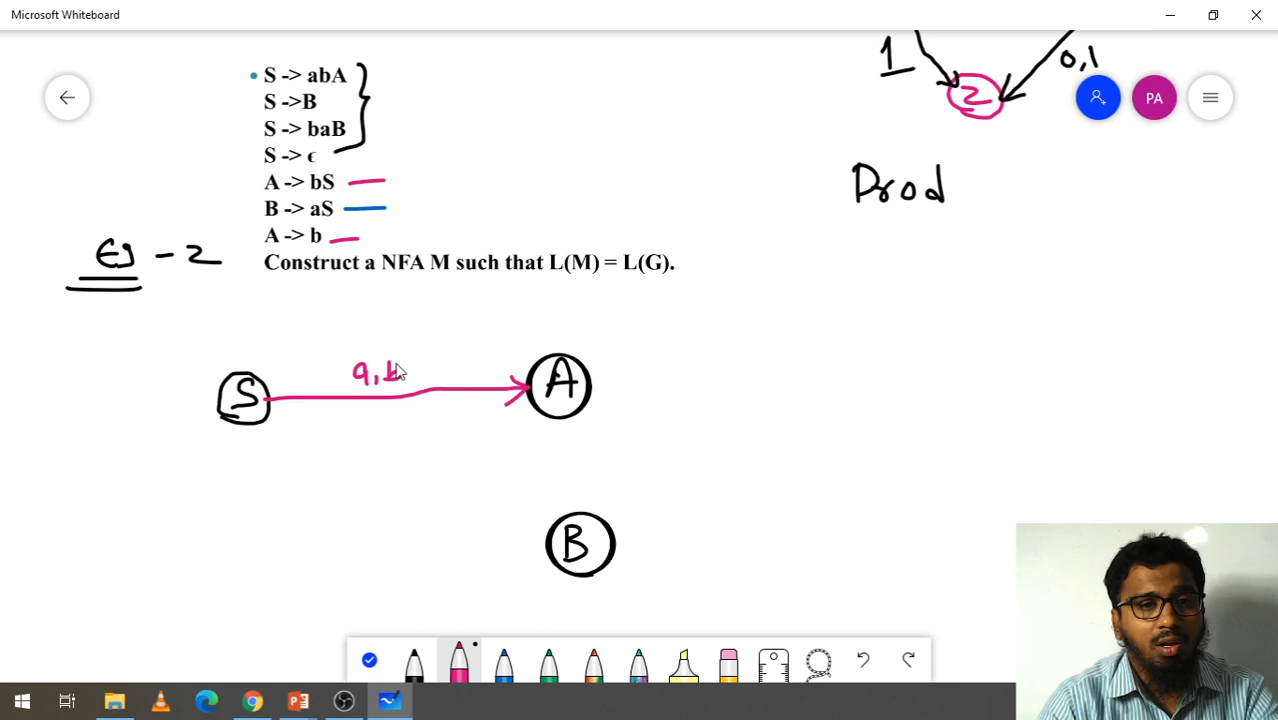 Microsoft Whiteboard
S -> abA
S ->B
S -> baB
S -> ϵ
A -> bS
B -> aS
A -> b
Construct a NFA M such that L(M) = L(G).
Eg - 2
1
0,1
2
PA
Prod
S
a, b
A
B